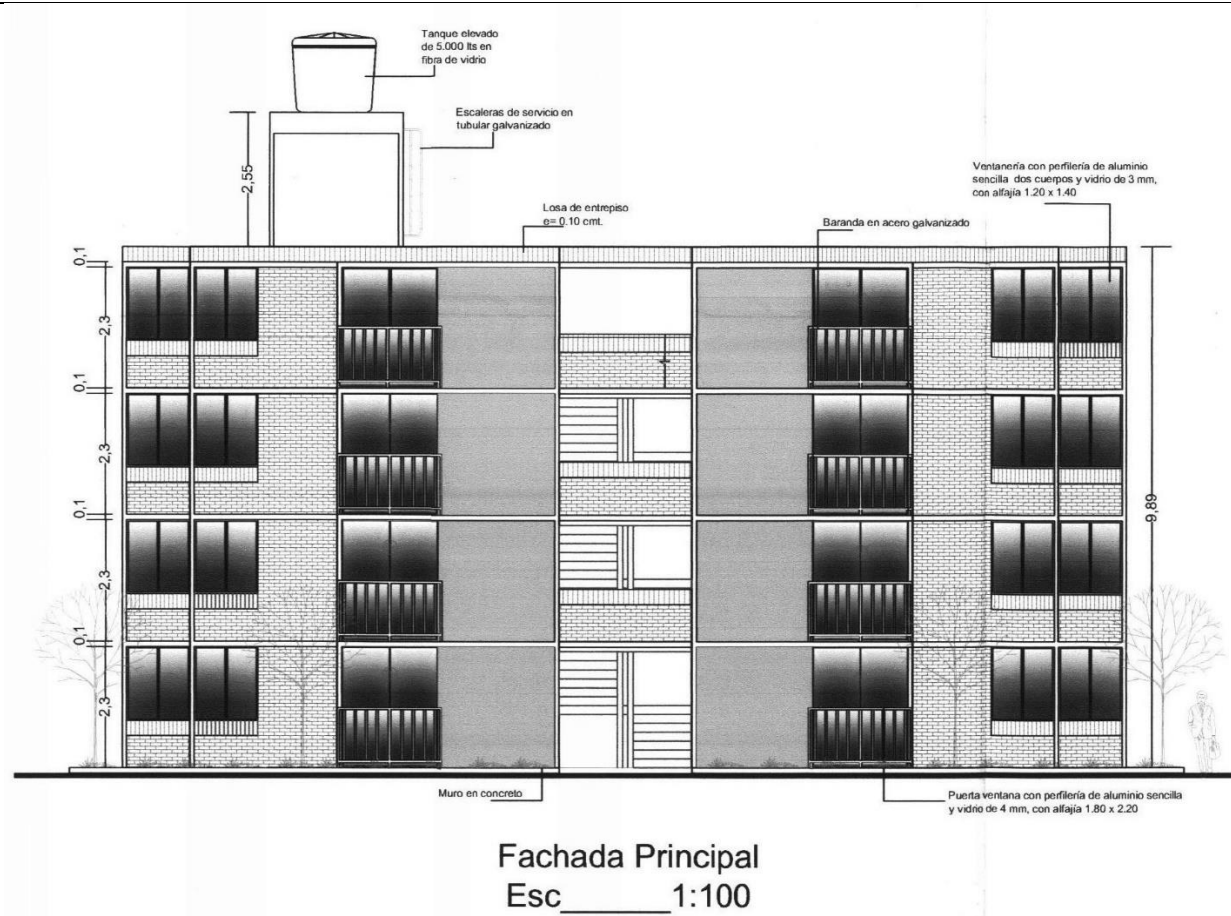 Tanque elevado
de 5.000 lts en
fibra de vidrio
Escaleras de servicio en
tubular galvanizado
2,55
Ventanería con perfilería de aluminio
sencilla dos cuerpos y vidrio de 3 mm,
con alfajía 1.20 x 1.40
Losa de entrepiso
e= 0.10 cmt.
Baranda en acero galvanizado
0,1
2,3
0,1
2,3
0,1
2,3
0,1
2,3
9,89
Muro en concreto
Puerta ventana con perfilería de aluminio sencilla
y vidrio de 4 mm, con alfajía 1.80 x 2.20
Fachada Principal
Esc______1:100